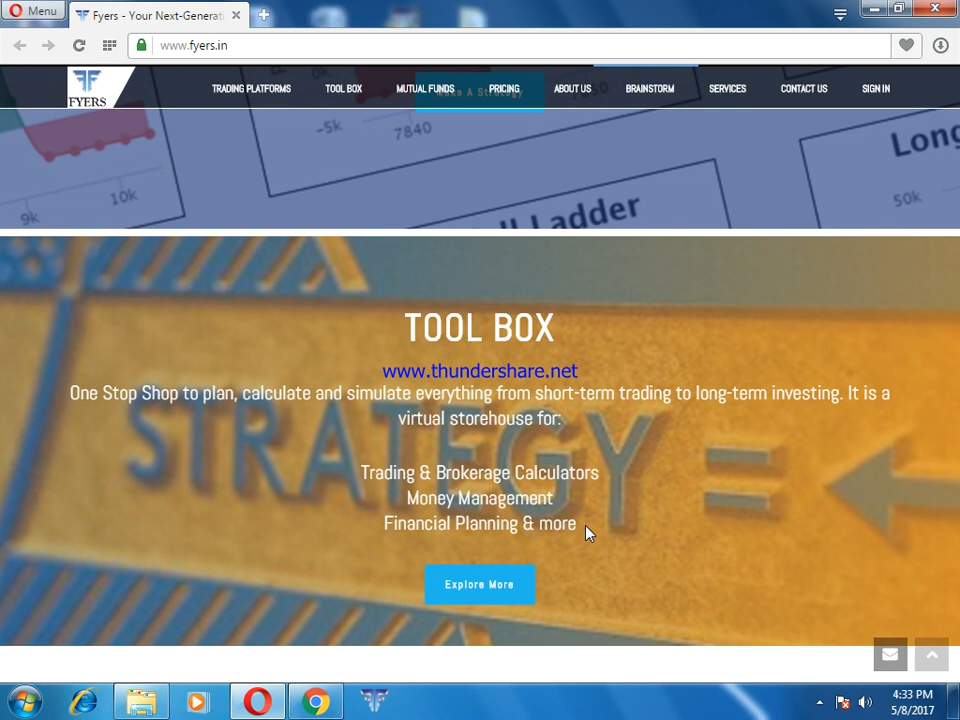 Menu
Fyers - Your Next-Generati
www.fyers.in
FYERS
TRADING PLATFORMS TOOL BOX MUTUAL FUNDS PRICING ABOUT US BRAINSTORM SERVICES CONTACT US SIGN IN
Make A Strategy
0k
-5k
7840
9k
10k
Ladder
Long
50k
TOOL BOX
www.thundershare.net
One Stop Shop to plan, calculate and simulate everything from short-term trading to long-term investing. It is a
virtual storehouse for:
STRATEGY =
Trading & Brokerage Calculators
Money Management
Financial Planning & more
Explore More
4:33 PM
5/8/2017